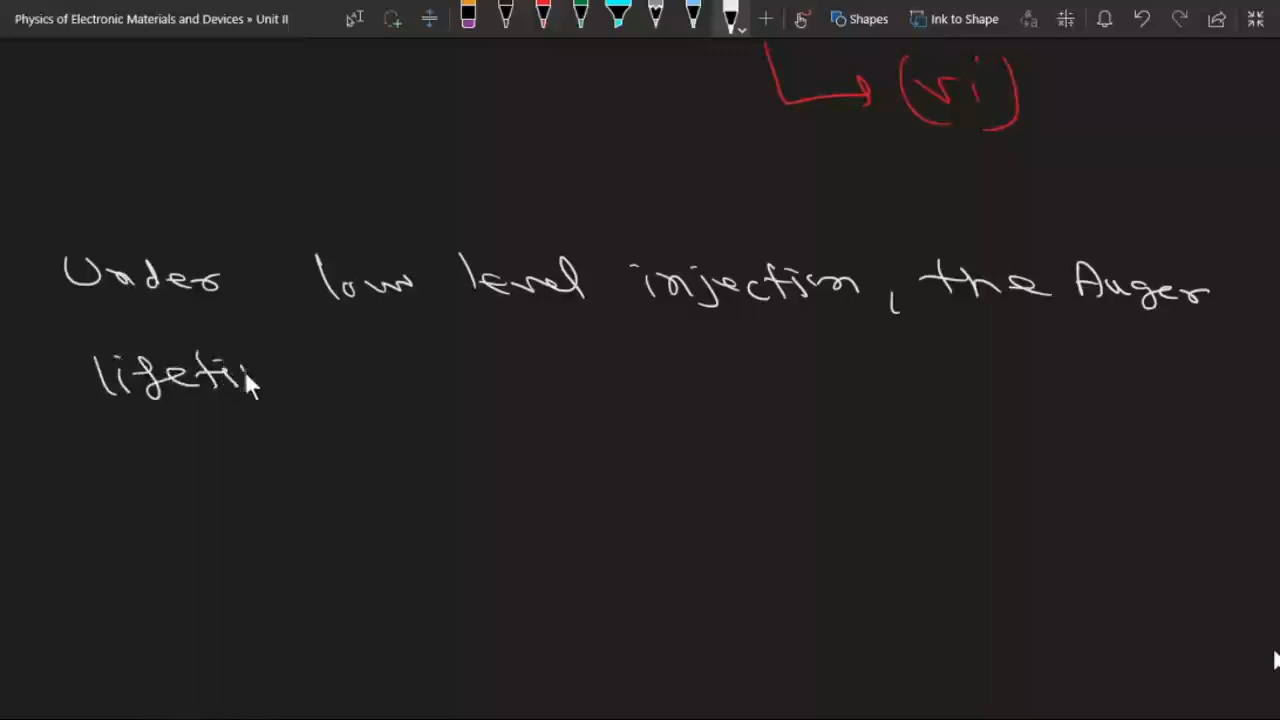 Physics of Electronic Materials and Devices » Unit II
Shapes
Ink to Shape
(vi)
Under low level injection, the Auger
lifeti